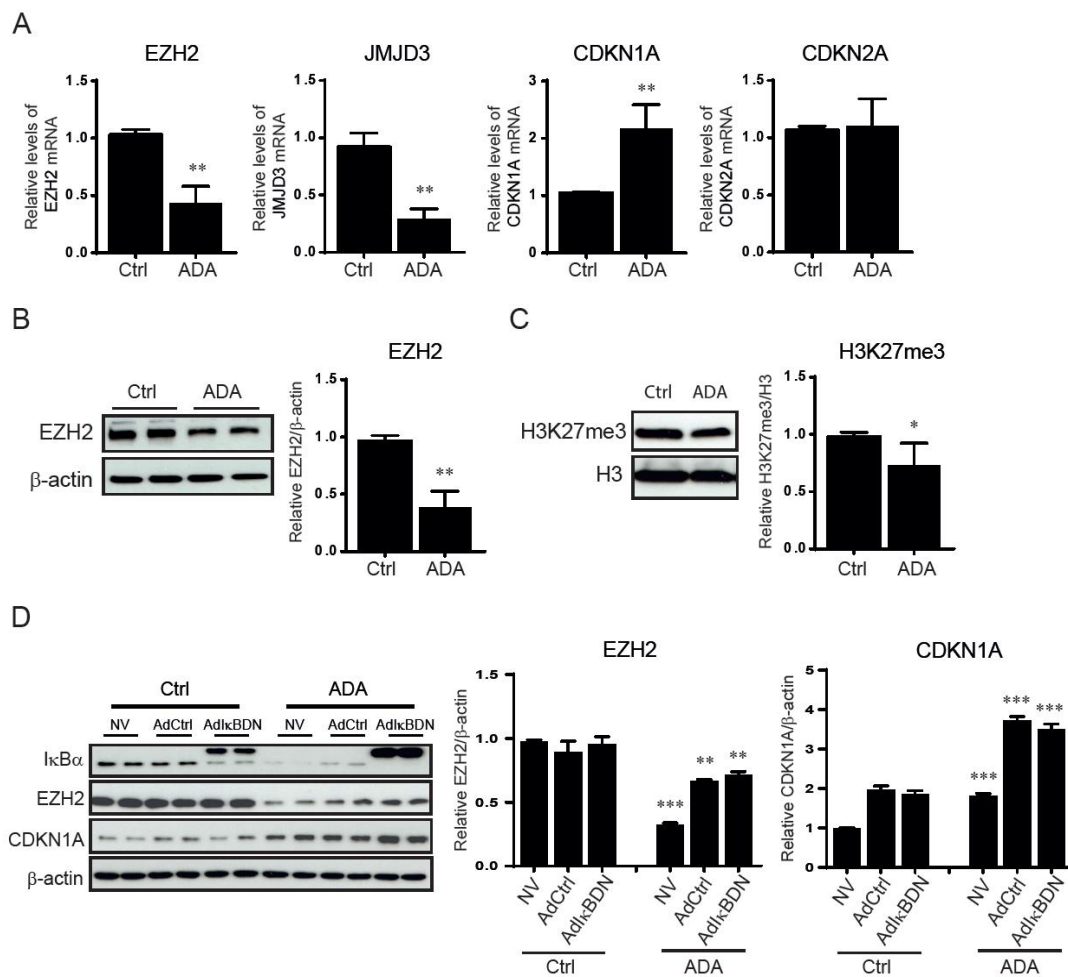 A
EZH2
JMJD3
CDKN1A
CDKN2A
Relative levels of
EZH2 mRNA
1.5
1.0
0.5
0.0
**
Ctrl
ADA
Relative levels of
JMJD3 mRNA
1.5
1.0
0.5
0.0
**
Ctrl
ADA
Relative levels of
CDKN1A mRNA
3
2
1
0
**
Ctrl
ADA
Relative levels of
CDKN2A mRNA
1.5
1.0
0.5
0.0
Ctrl
ADA
B
Ctrl
ADA
EZH2
β-actin
EZH2
Relative EZH2/β-actin
1.5
1.0
0.5
0.0
**
Ctrl
ADA
C
Ctrl
ADA
H3K27me3
H3
H3K27me3
Relative H3K27me3/H3
1.5
1.0
0.5
0.0
*
Ctrl
ADA
D
Ctrl
ADA
NV
AdCtrl
AdIκBDN
NV
AdCtrl
AdIκBDN
IκBα
EZH2
CDKN1A
β-actin
EZH2
Relative EZH2/β-actin
1.5
1.0
0.5
0.0
***
**
**
NV
AdCtrl
AdIκBDN
NV
AdCtrl
AdIκBDN
Ctrl
ADA
CDKN1A
Relative CDKN1A/β-actin
5
4
3
2
1
0
***
***
***
NV
AdCtrl
AdIκBDN
NV
AdCtrl
AdIκBDN
Ctrl
ADA